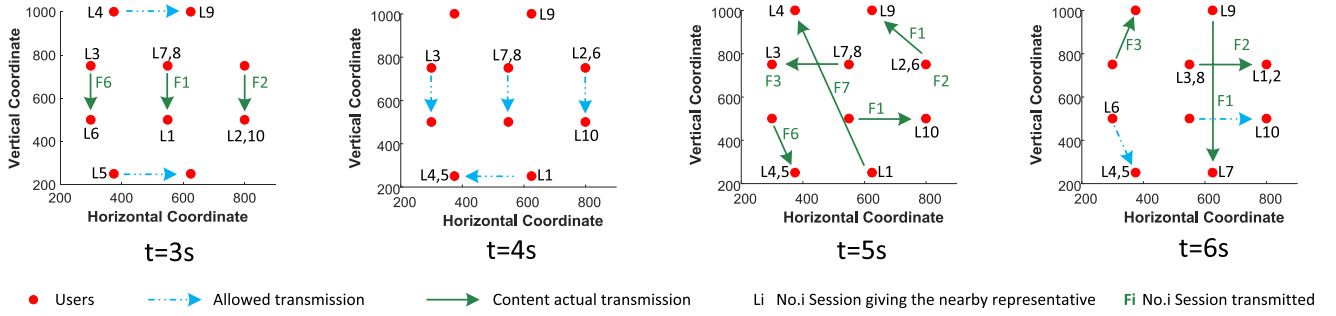 1000
800
600
400
200
Vertical Coordinate
L4
L9
L3
L7,8
F6
F1
F2
L6
L1
L2,10
L5
200
400
600
800
Horizontal Coordinate
t=3s
1000
800
600
400
200
Vertical Coordinate
L3
L7,8
L2,6
L10
L4,5
L1
200
400
600
800
Horizontal Coordinate
t=4s
1000
800
600
400
200
Vertical Coordinate
L4
L9
F1
L3
L7,8
L2,6
F3
F7
F2
F1
L10
F6
L4,5
L1
200
400
600
800
Horizontal Coordinate
t=5s
1000
800
600
400
200
Vertical Coordinate
L9
F3
F2
L3,8
L1,2
L6
F1
L10
L4,5
L7
200
400
600
800
Horizontal Coordinate
t=6s
Users
Allowed transmission
Content actual transmission
Li No.i Session giving the nearby representative
Fi No.i Session transmitted